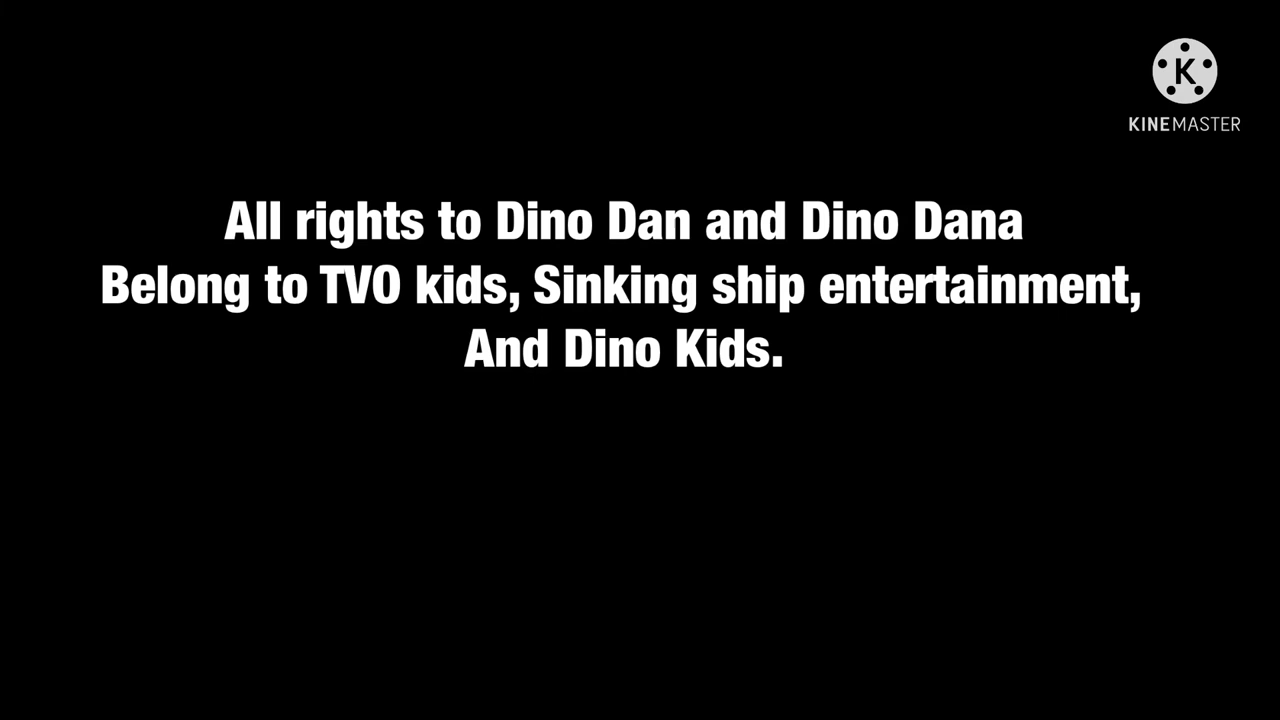 K
KINEMASTER
All rights to Dino Dan and Dino Dana
Belong to TVO kids, Sinking ship entertainment,
And Dino Kids.